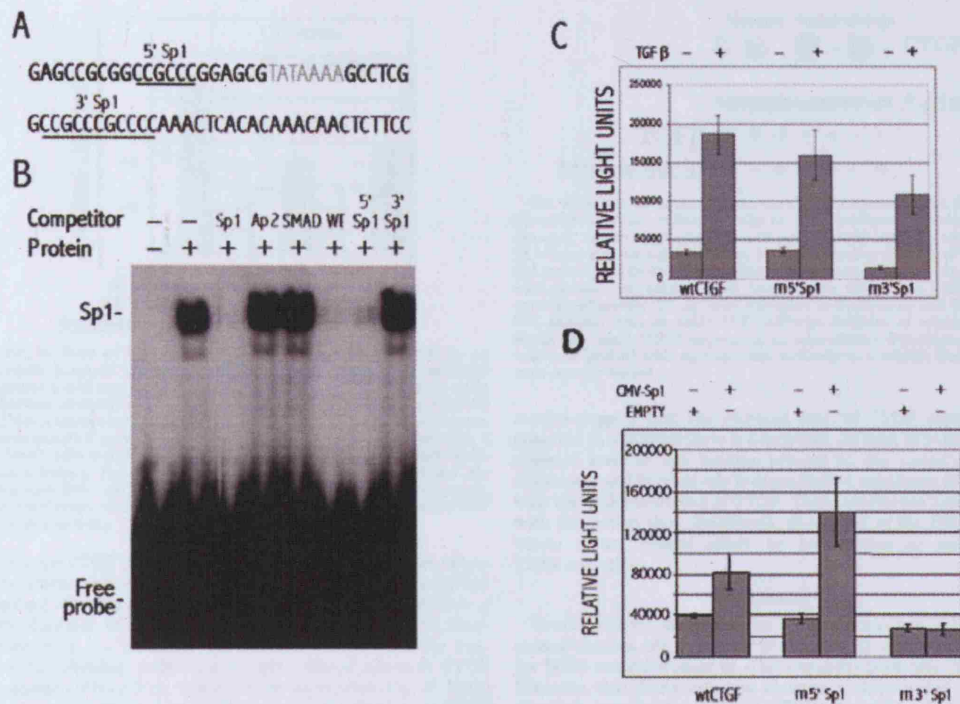 A
5' Sp1
GAGCCGCGGCCGCCCGGAGCGTATAAAAGCCTCG
3' Sp1
GCCGCCCGCCCCAAACTCACACAAACAACTCTTCC
B
5' 3'
Competitor – – Sp1 Ap2 SMAD WT Sp1 Sp1
Protein – + + + + + + +
Sp1-
Free
probe-
C
TGFβ – + – + – +
RELATIVE LIGHT UNITS
250000
200000
150000
100000
50000
0
wtCTGF m5'Sp1 m3'Sp1
D
CMV-Sp1 – + – + – +
EMPTY + – + – + –
RELATIVE LIGHT UNITS
200000
160000
120000
80000
40000
0
wtCTGF m5' Sp1 m3' Sp1